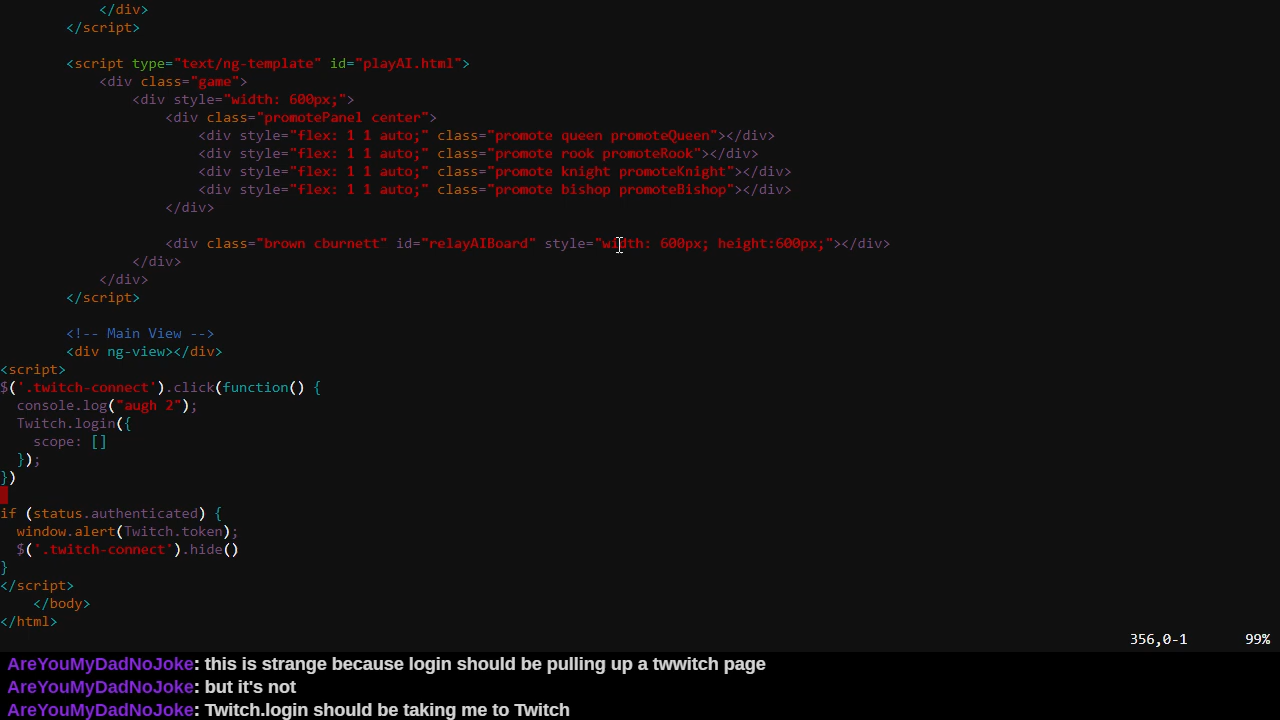 </div>
        </script>

        <script type="text/ng-template" id="playAI.html">
            <div class="game">
                <div style="width: 600px;">
                    <div class="promotePanel center">
                        <div style="flex: 1 1 auto;" class="promote queen promoteQueen"></div>
                        <div style="flex: 1 1 auto;" class="promote rook promoteRook"></div>
                        <div style="flex: 1 1 auto;" class="promote knight promoteKnight"></div>
                        <div style="flex: 1 1 auto;" class="promote bishop promoteBishop"></div>
                    </div>

                    <div class="brown cburnett" id="relayAIBoard" style="width: 600px; height:600px;"></div>
                </div>
            </div>
        </script>

        <!-- Main View -->
        <div ng-view></div>
<script>
$('.twitch-connect').click(function() {
  console.log("augh 2");
  Twitch.login({
    scope: []
  });
})

if (status.authenticated) {
  window.alert(Twitch.token);
  $('.twitch-connect').hide()
}
</script>
    </body>
</html>
356,0-1 99%
AreYouMyDadNoJoke: this is strange because login should be pulling up a twwitch page
AreYouMyDadNoJoke: but it's not
AreYouMyDadNoJoke: Twitch.login should be taking me to Twitch